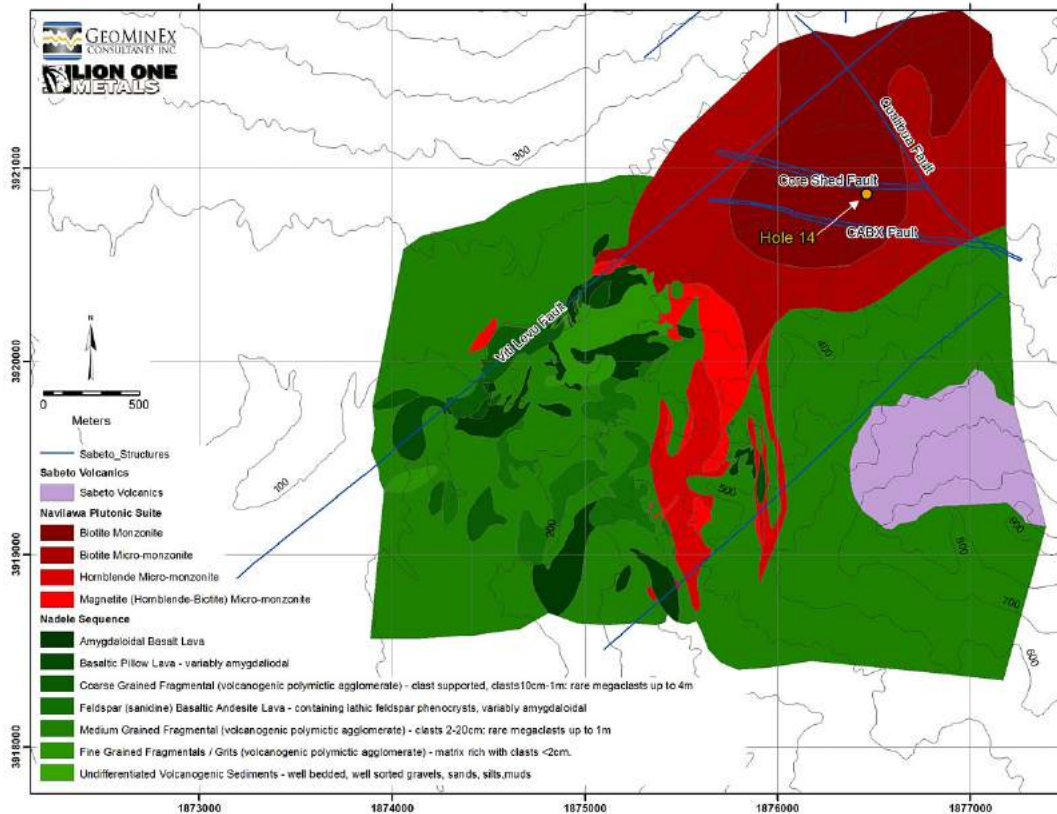 GEOMINEX
CONSULTANTS INC.
LION ONE
METALS
300
Qualibua Fault
Core Shed Fault
Hole 14
CABX Fault
Viti Levu Fault
400
100
500
200
600
800
700
600
N
0 500
Meters
Sabeto_Structures
Sabeto Volcanics
Sabeto Volcanics
Navilawa Plutonic Suite
Biotite Monzonite
Biotite Micro-monzonite
Hornblende Micro-monzonite
Magnetite (Hornblende-Biotite) Micro-monzonite
Nadele Sequence
Amygdaloidal Basalt Lava
Basaltic Pillow Lava - variably amygdaliodal
Coarse Grained Fragmental (volcanogenic polymictic agglomerate) - clast supported, clasts10cm-1m: rare megaclasts up to 4m
Feldspar (sanidine) Basaltic Andesite Lava - containing lathic feldspar phenocrysts, variably amygdaloidal
Medium Grained Fragmental (volcanogenic polymictic agglomerate) - clasts 2-20cm: rare megaclasts up to 1m
Fine Grained Fragmentals / Grits (volcanogenic polymictic agglomerate) - matrix rich with clasts <2cm.
Undifferentiated Volcanogenic Sediments - well bedded, well sorted gravels, sands, silts,muds
3921000
3920000
3919000
3918000
1873000 1874000 1875000 1876000 1877000